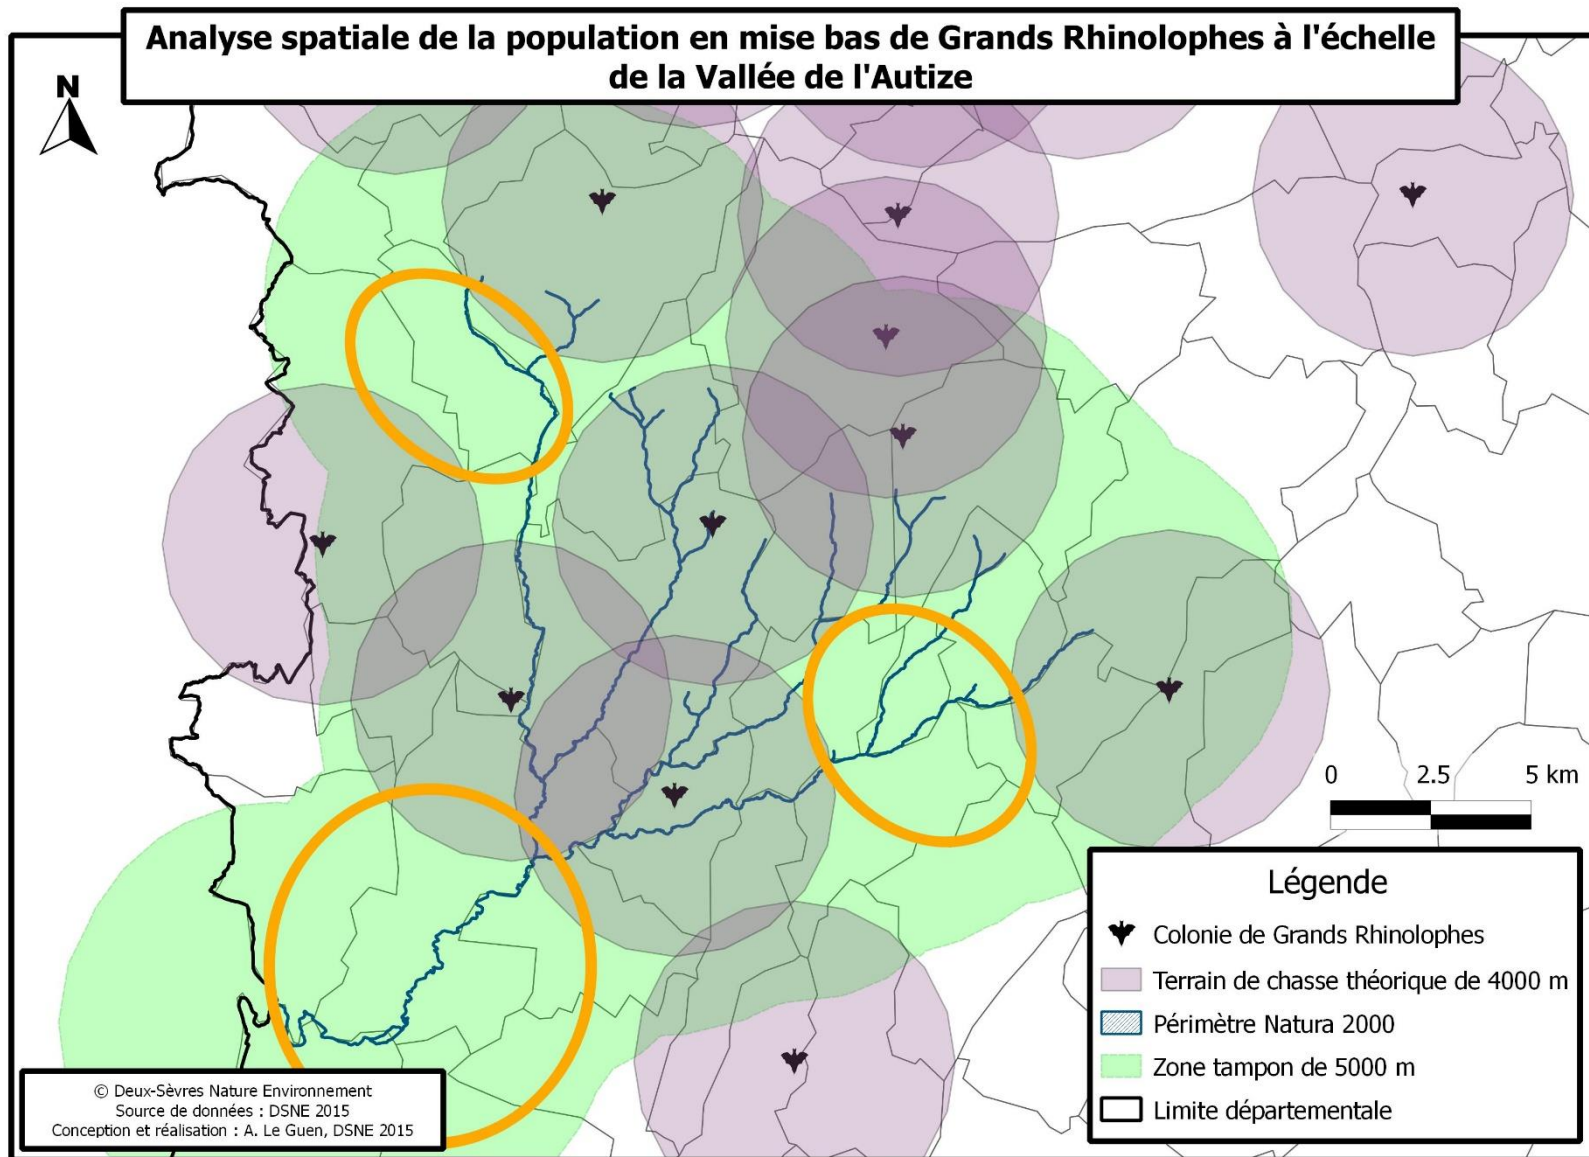 Analyse spatiale de la population en mise bas de Grands Rhinolophes à l'échelle
de la Vallée de l'Autize
N
0 2.5 5 km
Légende
Colonie de Grands Rhinolophes
Terrain de chasse théorique de 4000 m
Périmètre Natura 2000
Zone tampon de 5000 m
Limite départementale
© Deux-Sèvres Nature Environnement
Source de données : DSNE 2015
Conception et réalisation : A. Le Guen, DSNE 2015